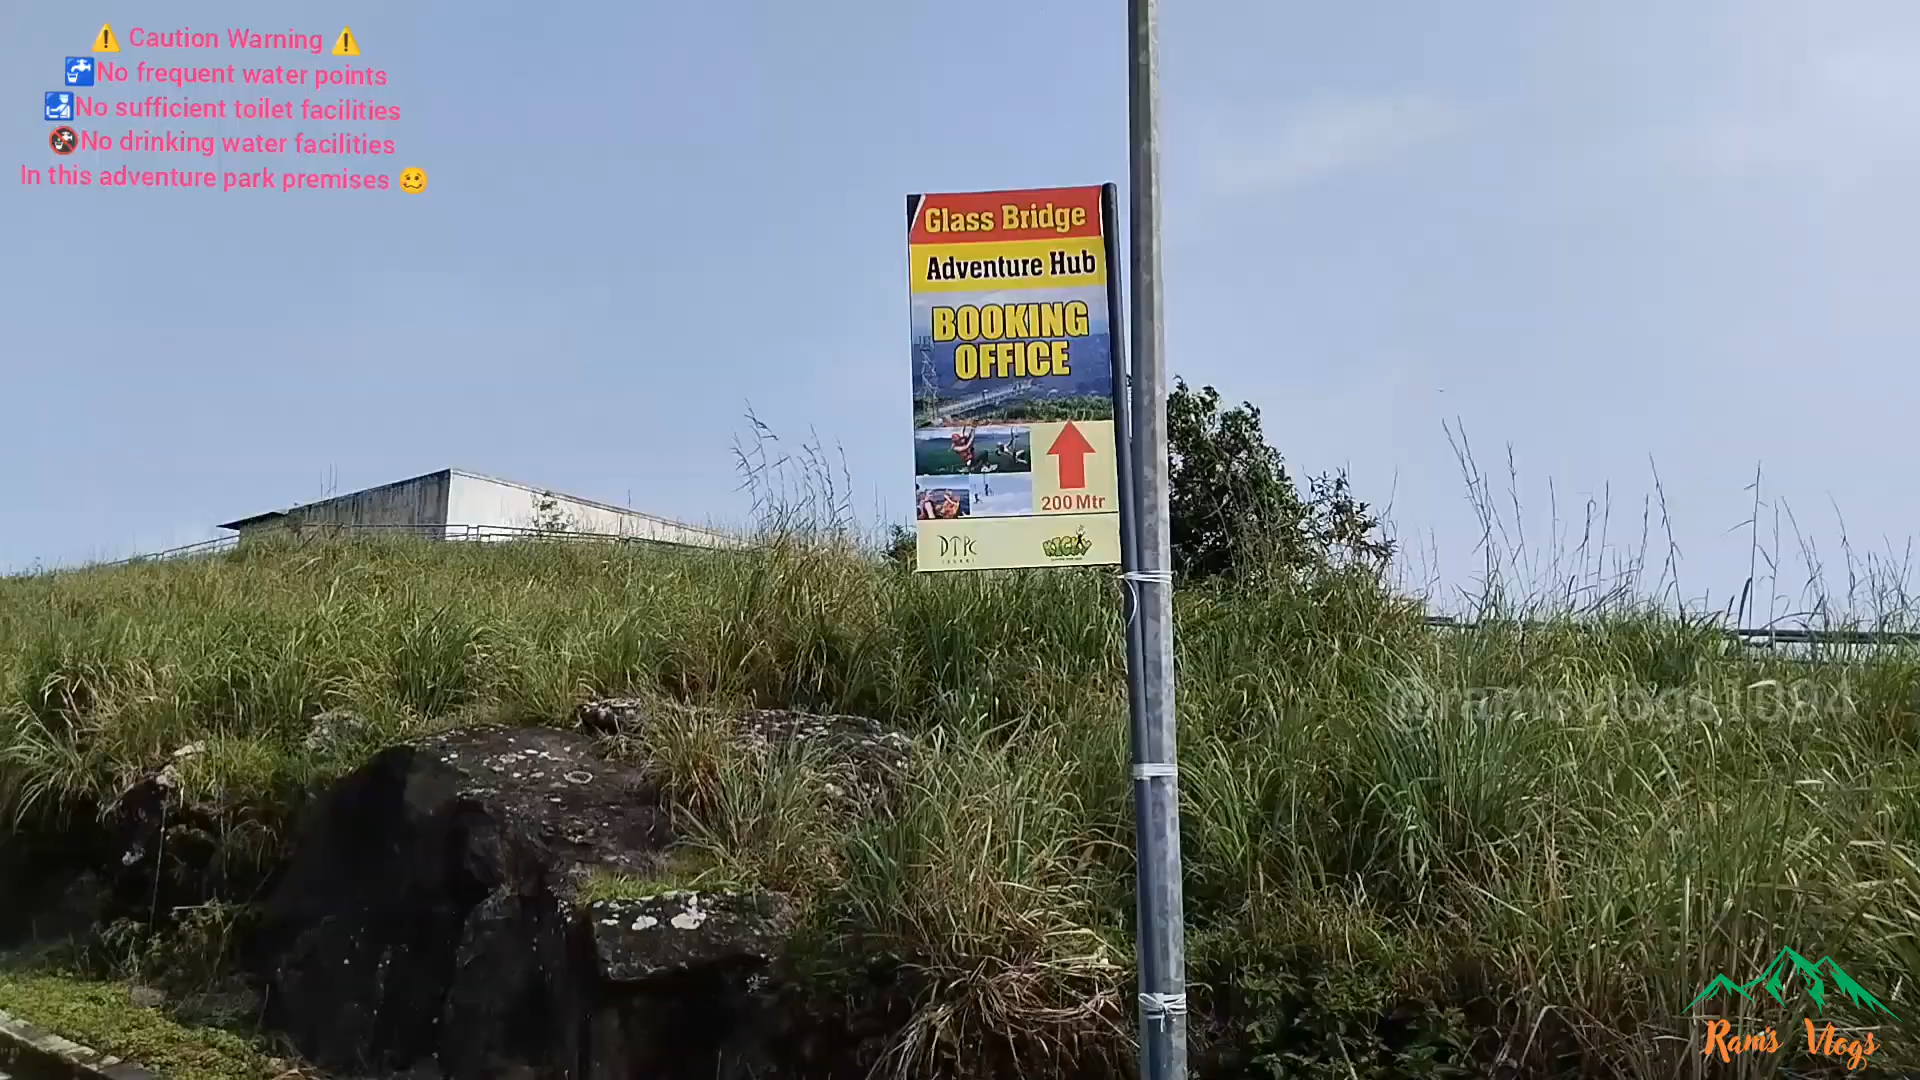 ⚠️ Caution Warning ⚠️
🚰No frequent water points
🛃No sufficient toilet facilities
🚱No drinking water facilities
In this adventure park premises 🥴
Glass Bridge
Adventure Hub
BOOKING
OFFICE
200 Mtr
DTPC
@ramsvlogs1694
Ram's Vlogs